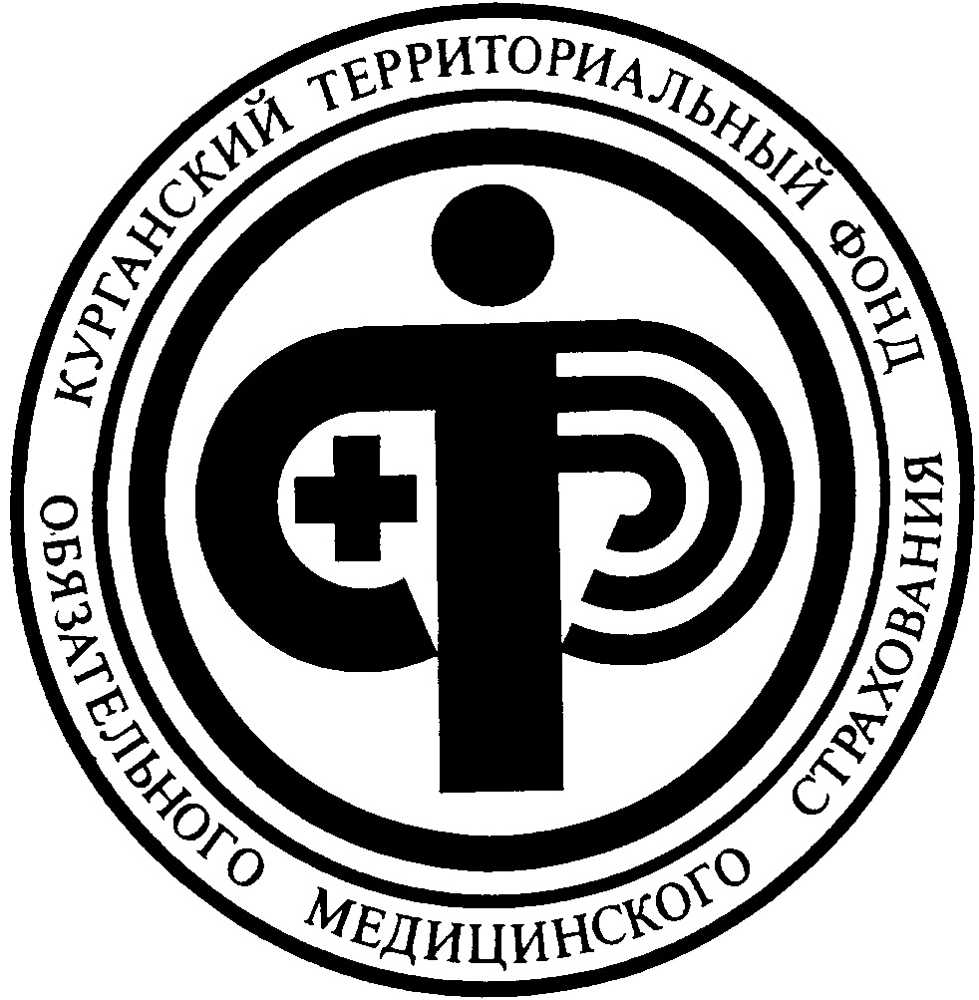 КУРГАНСКИЙ ТЕРРИТОРИАЛЬНЫЙ ФОНД
ОБЯЗАТЕЛЬНОГО МЕДИЦИНСКОГО СТРАХОВАНИЯ